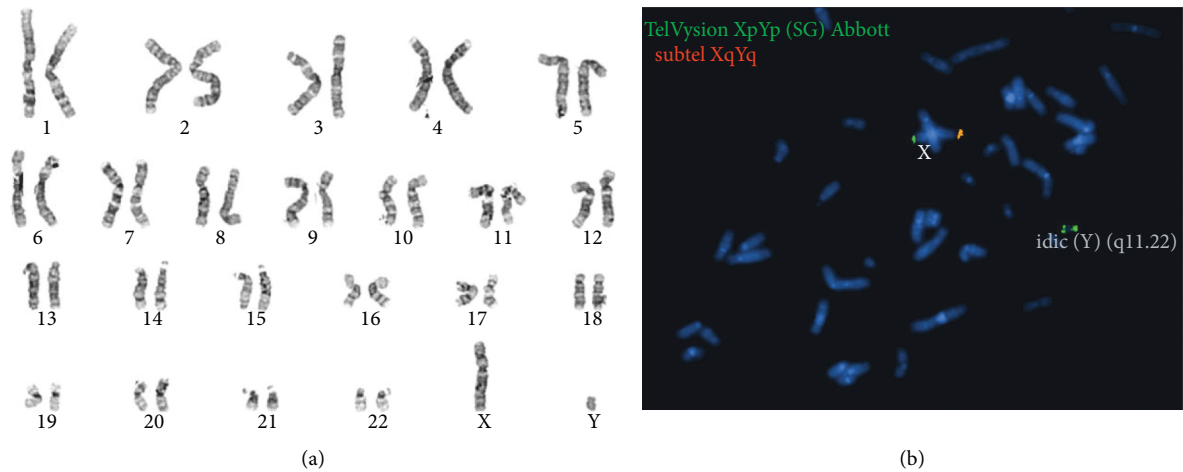 1 2 3 4 5
6 7 8 9 10 11 12
13 14 15 16 17 18
19 20 21 22 X Y
(a)
TelVysion XpYp (SG) Abbott
subtel XqYq
X
idic (Y) (q11.22)
(b)